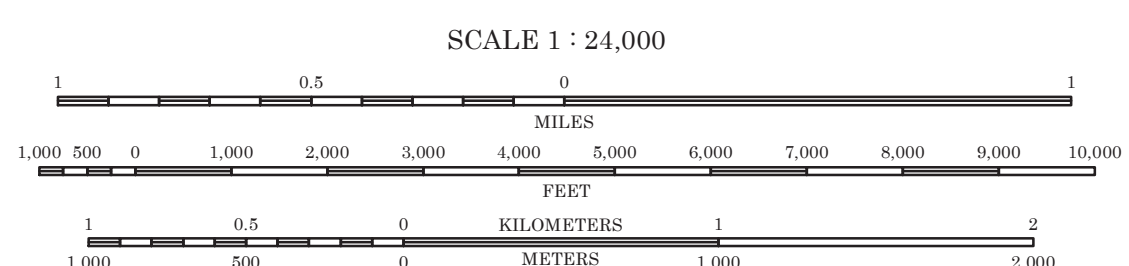 SCALE 1 : 24,000
1 0.5 0 1
MILES
1,000 500 0 1,000 2,000 3,000 4,000 5,000 6,000 7,000 8,000 9,000 10,000
FEET
1 0.5 0 KILOMETERS 1 2
1,000 500 0 METERS 1,000 2,000